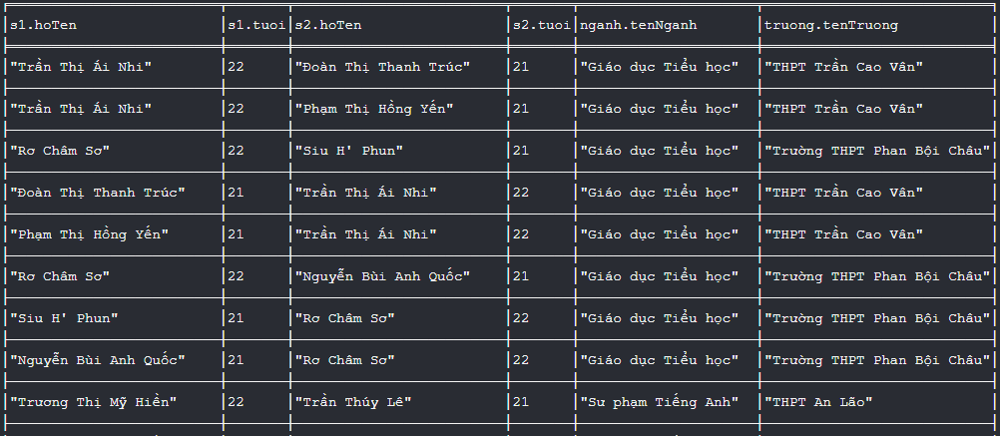 s1.hoTen s1.tuoi s2.hoTen s2.tuoi nganh.tenNganh truong.tenTruong
"Trần Thị Ái Nhi" 22 "Đoàn Thị Thanh Trúc" 21 "Giáo dục Tiểu học" "THPT Trần Cao Vân"
"Trần Thị Ái Nhi" 22 "Phạm Thị Hồng Yến" 21 "Giáo dục Tiểu học" "THPT Trần Cao Vân"
"Rơ Châm Sơ" 22 "Siu H' Phun" 21 "Giáo dục Tiểu học" "Trường THPT Phan Bội Châu"
"Đoàn Thị Thanh Trúc" 21 "Trần Thị Ái Nhi" 22 "Giáo dục Tiểu học" "THPT Trần Cao Vân"
"Phạm Thị Hồng Yến" 21 "Trần Thị Ái Nhi" 22 "Giáo dục Tiểu học" "THPT Trần Cao Vân"
"Rơ Châm Sơ" 22 "Nguyễn Bùi Anh Quốc" 21 "Giáo dục Tiểu học" "Trường THPT Phan Bội Châu"
"Siu H' Phun" 21 "Rơ Châm Sơ" 22 "Giáo dục Tiểu học" "Trường THPT Phan Bội Châu"
"Nguyễn Bùi Anh Quốc" 21 "Rơ Châm Sơ" 22 "Giáo dục Tiểu học" "Trường THPT Phan Bội Châu"
"Trương Thị Mỹ Hiền" 22 "Trần Thúy Lê" 21 "Sư phạm Tiếng Anh" "THPT An Lão"